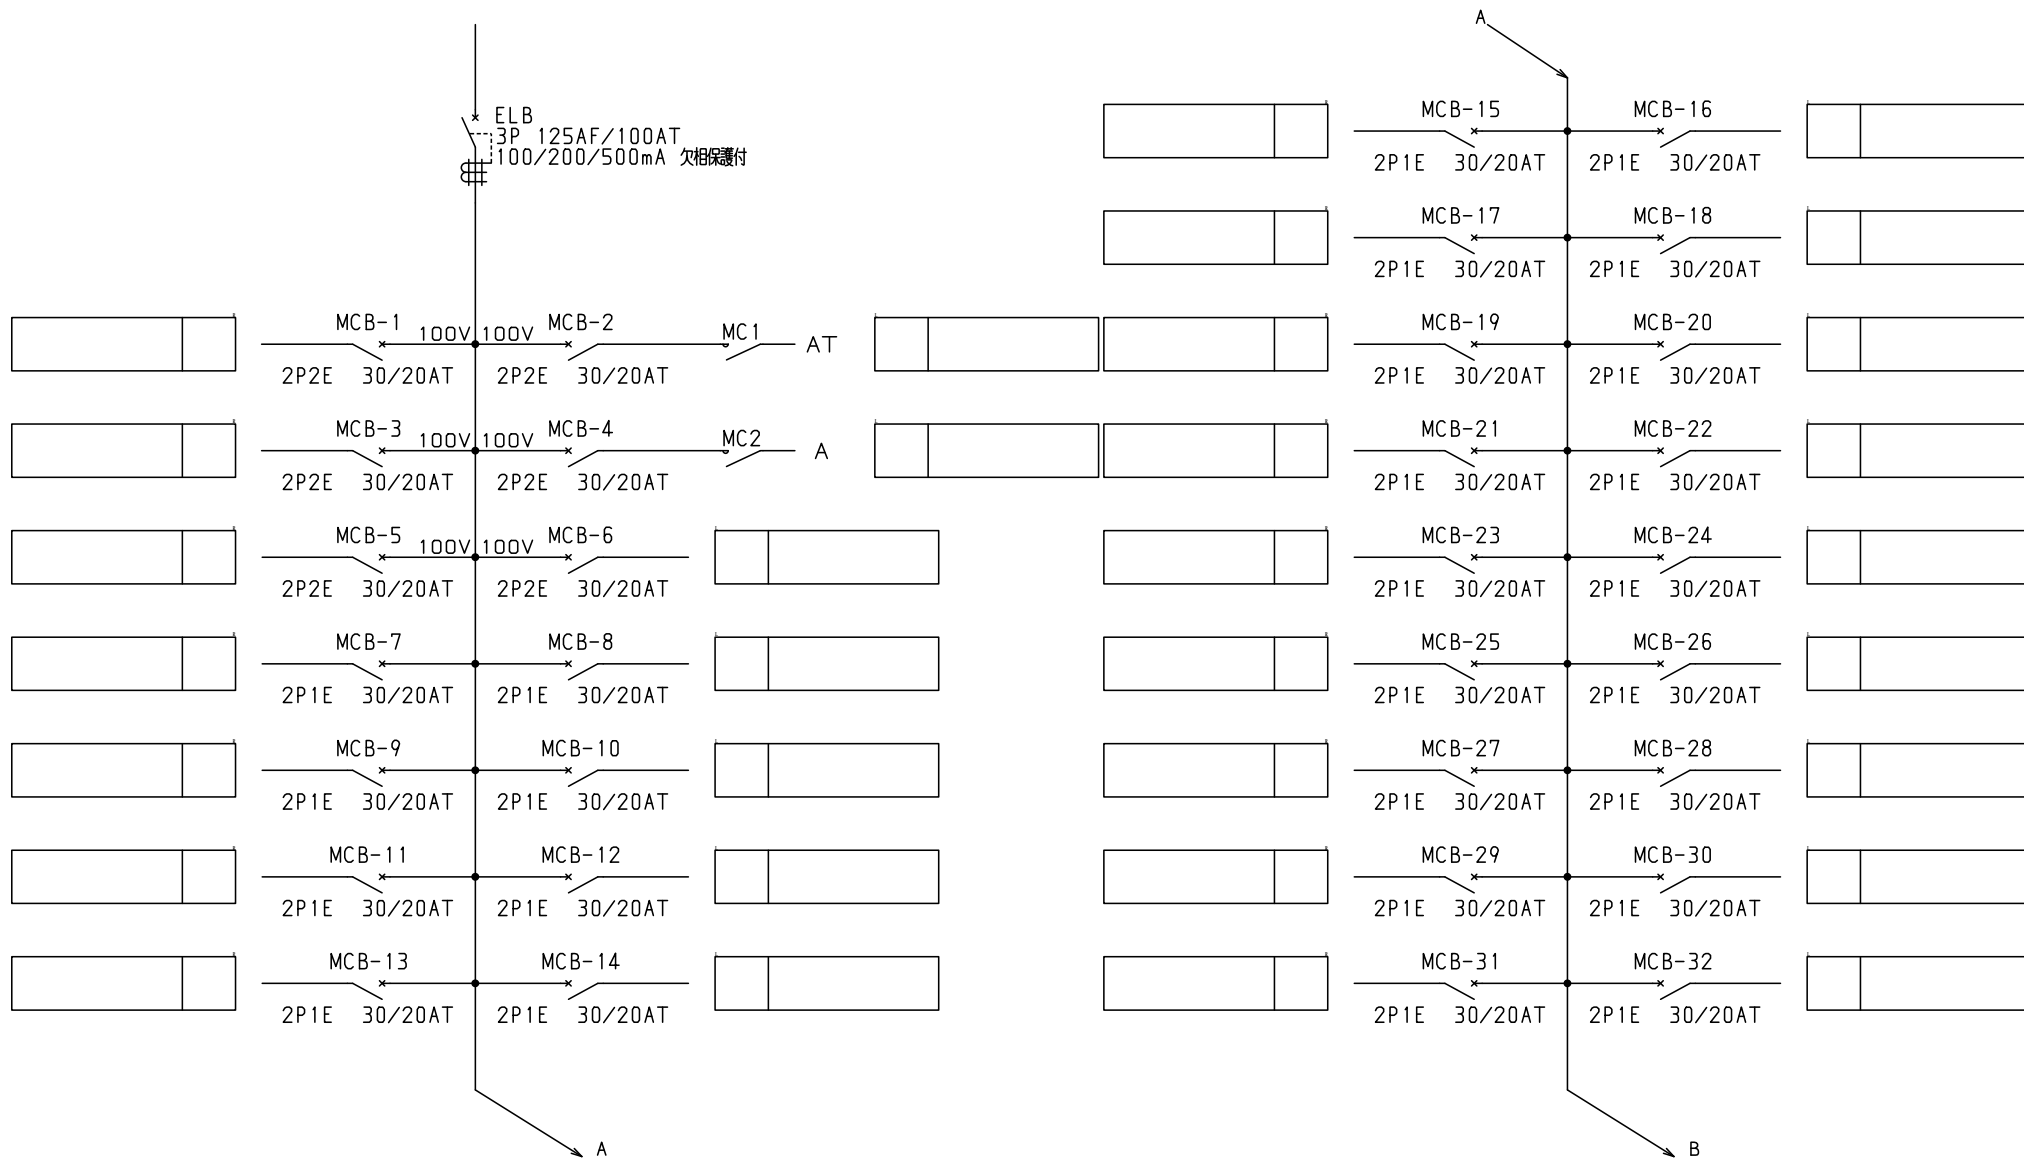 ELB
3P 125AF/100AT
100/200/500mA 欠相保護付
MCB-1 100V 100V MCB-2 MC1 AT
2P2E 30/20AT 2P2E 30/20AT
MCB-3 100V 100V MCB-4 MC2 A
2P2E 30/20AT 2P2E 30/20AT
MCB-5 100V 100V MCB-6
2P2E 30/20AT 2P2E 30/20AT
MCB-7 MCB-8
2P1E 30/20AT 2P1E 30/20AT
MCB-9 MCB-10
2P1E 30/20AT 2P1E 30/20AT
MCB-11 MCB-12
2P1E 30/20AT 2P1E 30/20AT
MCB-13 MCB-14
2P1E 30/20AT 2P1E 30/20AT
A
A
MCB-15 MCB-16
2P1E 30/20AT 2P1E 30/20AT
MCB-17 MCB-18
2P1E 30/20AT 2P1E 30/20AT
MCB-19 MCB-20
2P1E 30/20AT 2P1E 30/20AT
MCB-21 MCB-22
2P1E 30/20AT 2P1E 30/20AT
MCB-23 MCB-24
2P1E 30/20AT 2P1E 30/20AT
MCB-25 MCB-26
2P1E 30/20AT 2P1E 30/20AT
MCB-27 MCB-28
2P1E 30/20AT 2P1E 30/20AT
MCB-29 MCB-30
2P1E 30/20AT 2P1E 30/20AT
MCB-31 MCB-32
2P1E 30/20AT 2P1E 30/20AT
B